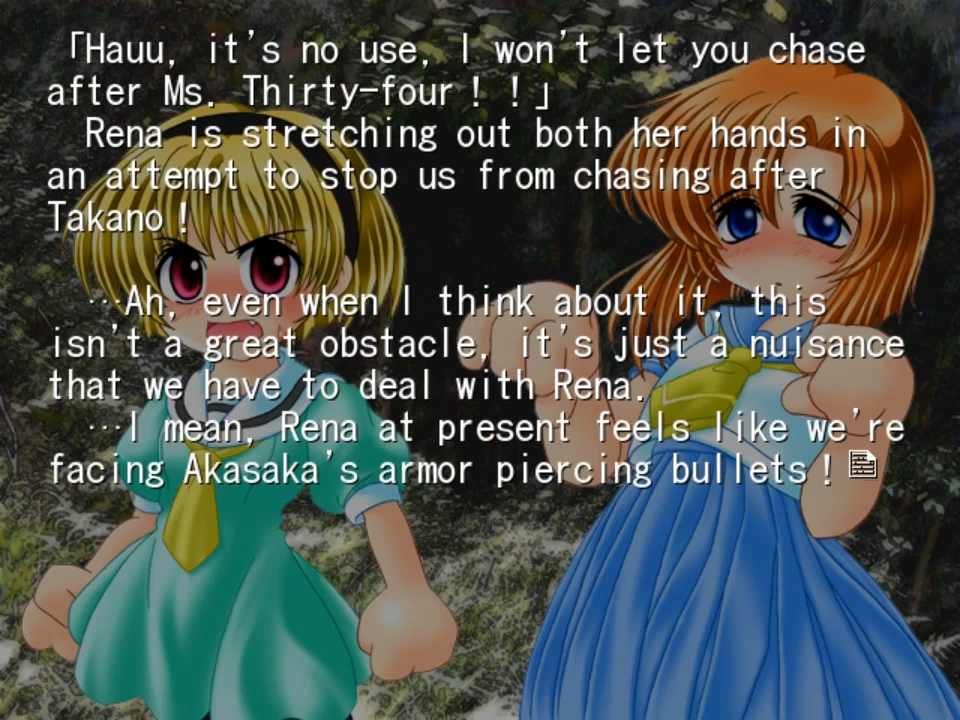 「Hauu, it's no use, I won't let you chase
after Ms. Thirty-four！！」
Rena is stretching out both her hands in
an attempt to stop us from chasing after
Takano！
…Ah, even when I think about it, this
isn't a great obstacle, it's just a nuisance
that we have to deal with Rena.
…I mean, Rena at present feels like we're
facing Akasaka's armor piercing bullets！